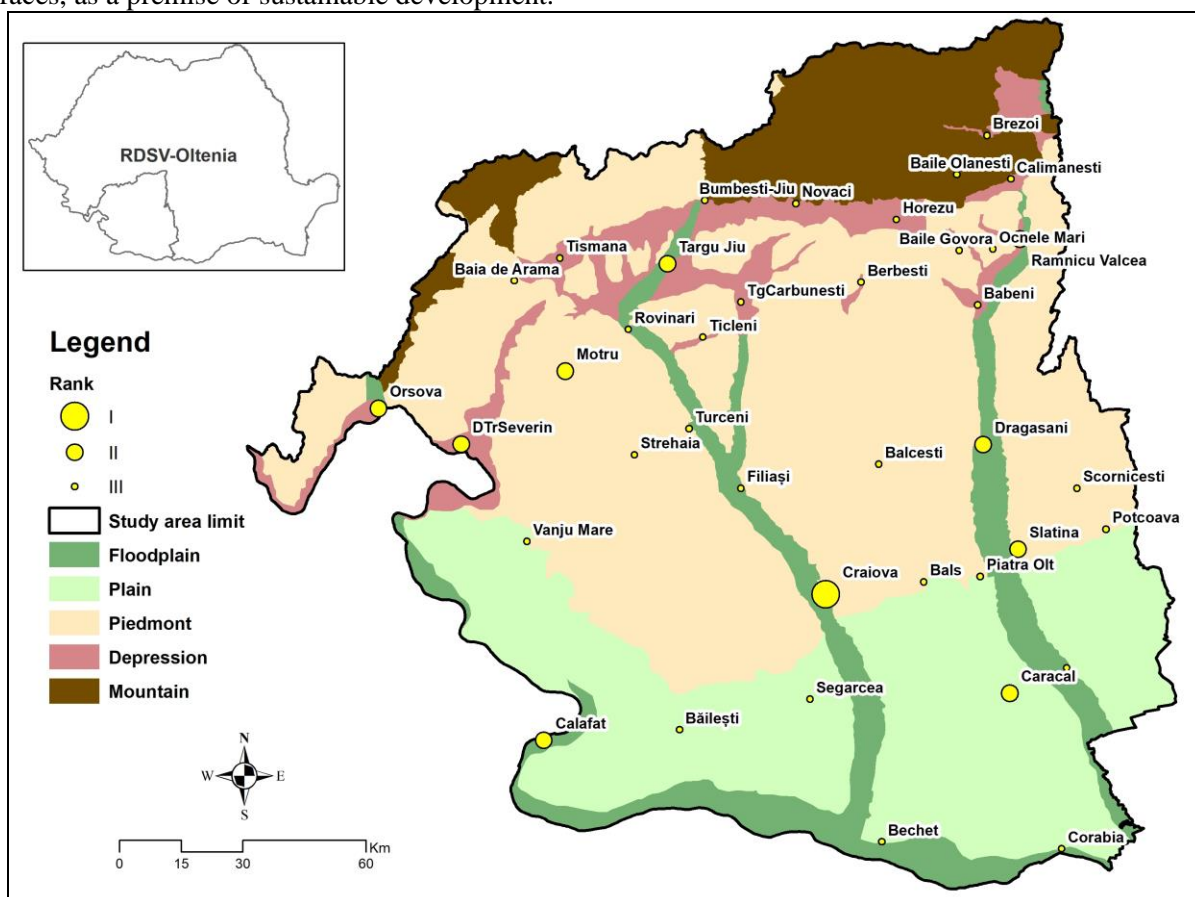 races, as a premise of sustainable development.
RDSV-Oltenia
Brezoi
Baile Olanesti
Calimanesti
Bumbesti-Jiu
Novaci
Horezu
Baile Govora
Ocnele Mari
Tismana
Targu Jiu
Ramnicu Valcea
Baia de Arama
Berbesti
TgCarbunesti
Babeni
Rovinari
Ticleni
Motru
Orsova
DTrSeverin
Turceni
Dragasani
Strehaia
Balcesti
Filiași
Scornicesti
Potcoava
Vanju Mare
Slatina
Piatra Olt
Bals
Craiova
Caracal
Segarcea
Calafat
Băilești
Bechet
Corabia
Legend
Rank
I
II
III
Study area limit
Floodplain
Plain
Piedmont
Depression
Mountain
N
W E
S
Km
0 15 30 60